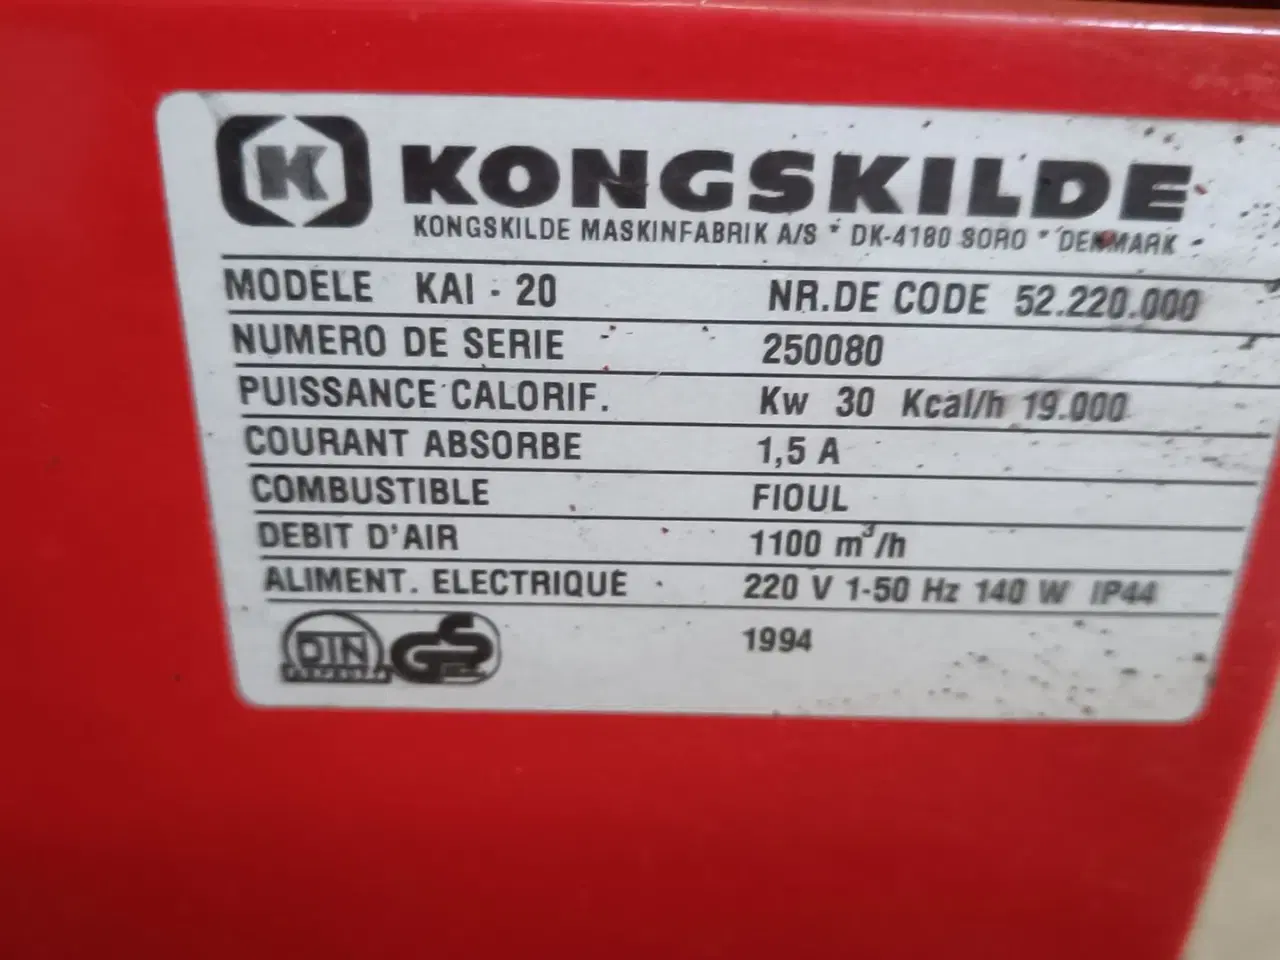 K KONGSKILDE
KONGSKILDE MASKINFABRIK A/S * DK-4180 SORO * DENMARK
MODELE KAI - 20 NR.DE CODE 52.220.000
NUMERO DE SERIE 250080
PUISSANCE CALORIF. Kw 30 Kcal/h 19.000
COURANT ABSORBE 1,5 A
COMBUSTIBLE FIOUL
DEBIT D'AIR 1100 m³/h
ALIMENT. ELECTRIQUE 220 V 1-50 Hz 140 W IP44
DIN GS 1994